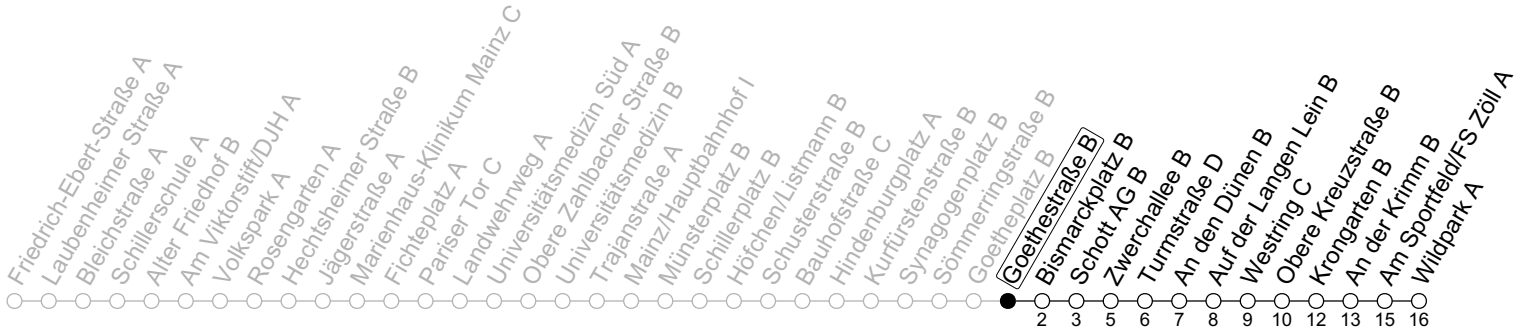 Friedrich-Ebert-Straße A
Laubenheimer Straße A
Bleichstraße A
Schillerschule A
Alter Friedhof B
Am Viktorstift/DJH A
Volkspark A
Rosengarten A
Hechtsheimer Straße B
Jägerstraße A
Marienhaus-Klinikum Mainz C
Fichteplatz A
Pariser Tor C
Landwehrweg A
Universitätsmedizin Süd A
Obere Zahlbacher Straße B
Universitätsmedizin B
Trajanstraße A
Mainz/Hauptbahnhof I
Münsterplatz B
Schillerplatz B
Höfchen/Listmann B
Schusterstraße B
Bauhofstraße C
Hindenburgplatz A
Kurfürstenstraße B
Synagogenplatz B
Sömmerringstraße B
Goetheplatz B
Goethestraße B
Bismarckplatz B
Schott AG B
Zwerchallee B
Turmstraße D
An den Dünen B
Auf der Langen Lein B
Westring C
Obere Kreuzstraße B
Krongarten B
An der Krimm B
Am Sportfeld/FS Zöll A
Wildpark A
2 3 5 6 7 8 9 10 12 13 15 16